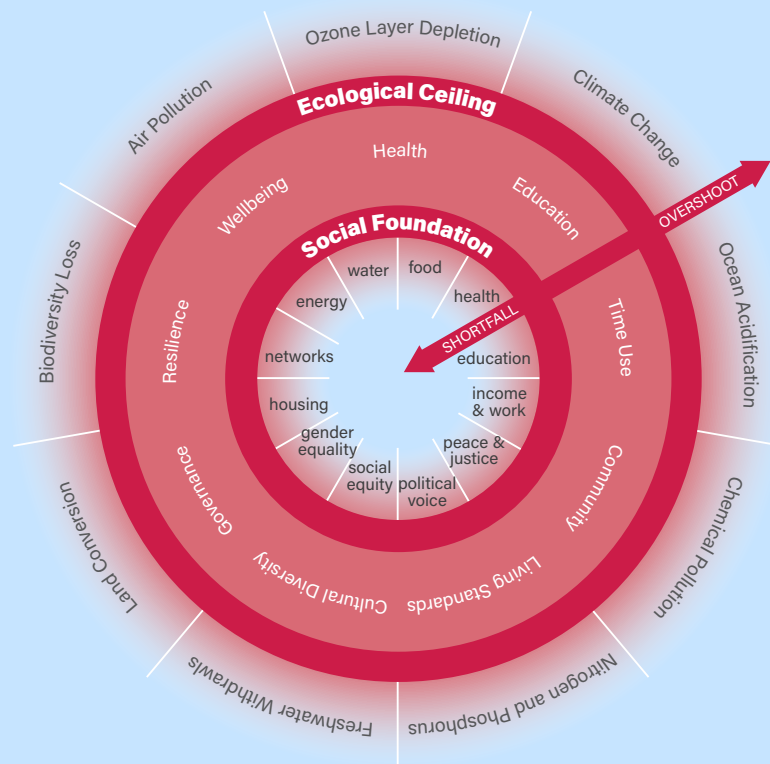 Ozone Layer Depletion
Climate Change
Ocean Acidification
Chemical Pollution
Nitrogen and Phosphorus
Freshwater Withdrawls
Land Conversion
Biodiversity Loss
Air Pollution
Ecological Ceiling
Health
Education
Time Use
Community
Living Standards
Cultural Diversity
Governance
Resilience
Wellbeing
OVERSHOOT
SHORTFALL
Social Foundation
water
food
health
education
income
& work
peace &
justice
political
voice
social
equity
gender
equality
housing
networks
energy